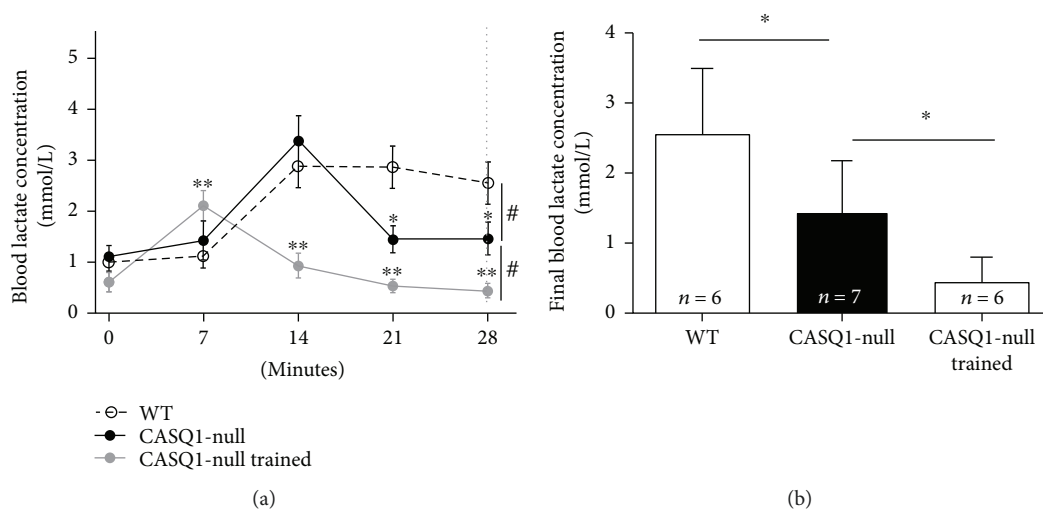 Blood lactate concentration
(mmol/L)
5
4
3
2
1
0
**
**
*
**
*
**
#
#
0 7 14 21 28
(Minutes)
WT
CASQ1-null
CASQ1-null trained
(a)
Final blood lactate concentration
(mmol/L)
4
3
2
1
0
*
*
n = 6
n = 7
n = 6
WT
CASQ1-null
CASQ1-null
trained
(b)